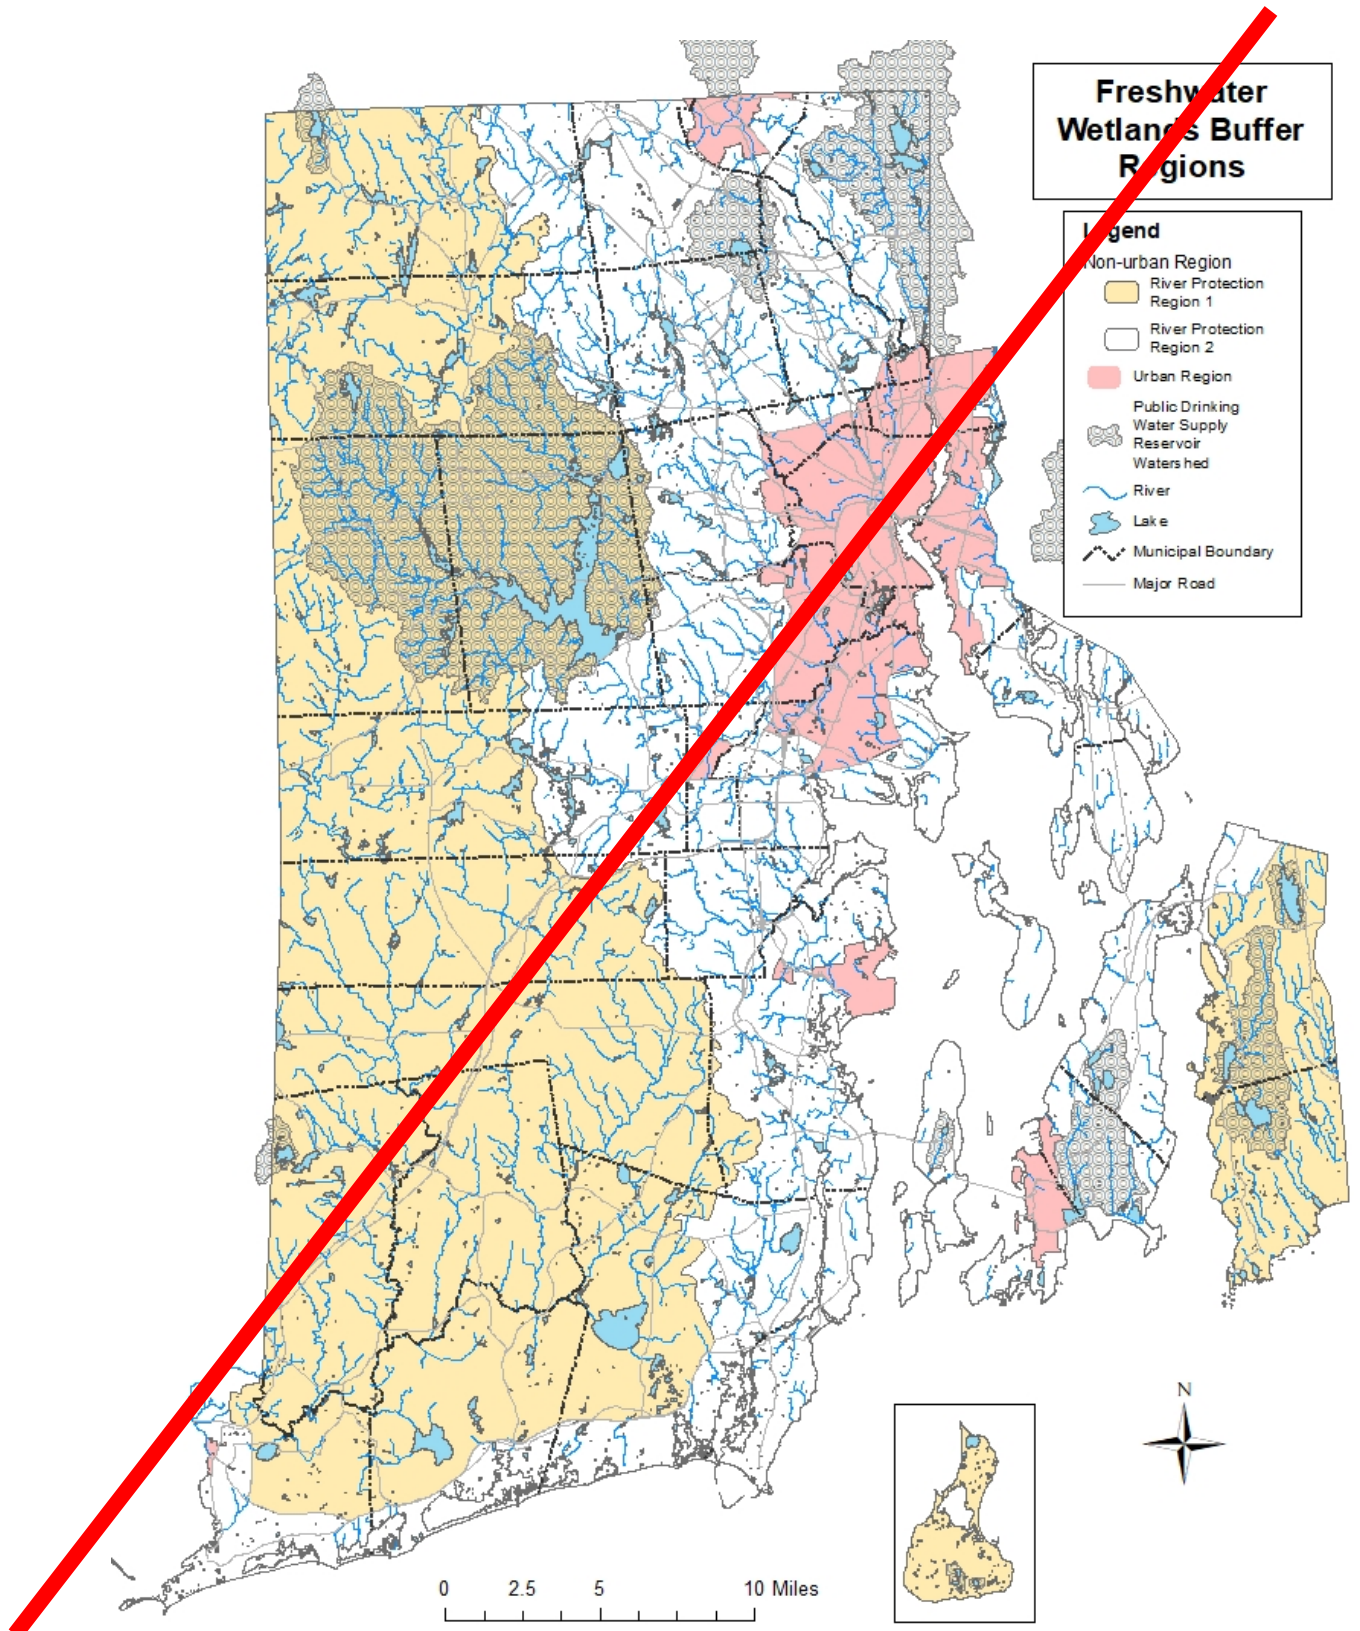 Freshwater
Wetlands Buffer
Regions
Legend
Non-urban Region
River Protection
Region 1
River Protection
Region 2
Urban Region
Public Drinking
Water Supply
Reservoir
Watershed
River
Lake
Municipal Boundary
Major Road
N
0 2.5 5 10 Miles